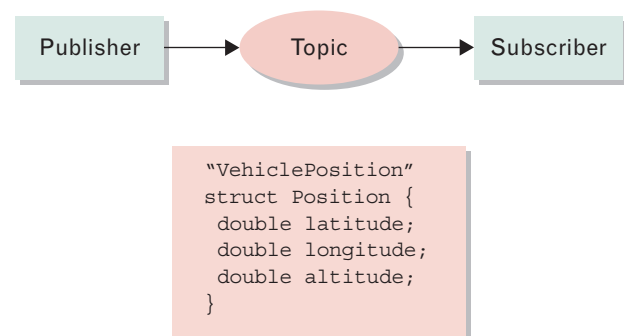 Publisher Topic Subscriber
“VehiclePosition”
struct Position {
double latitude;
double longitude;
double altitude;
}